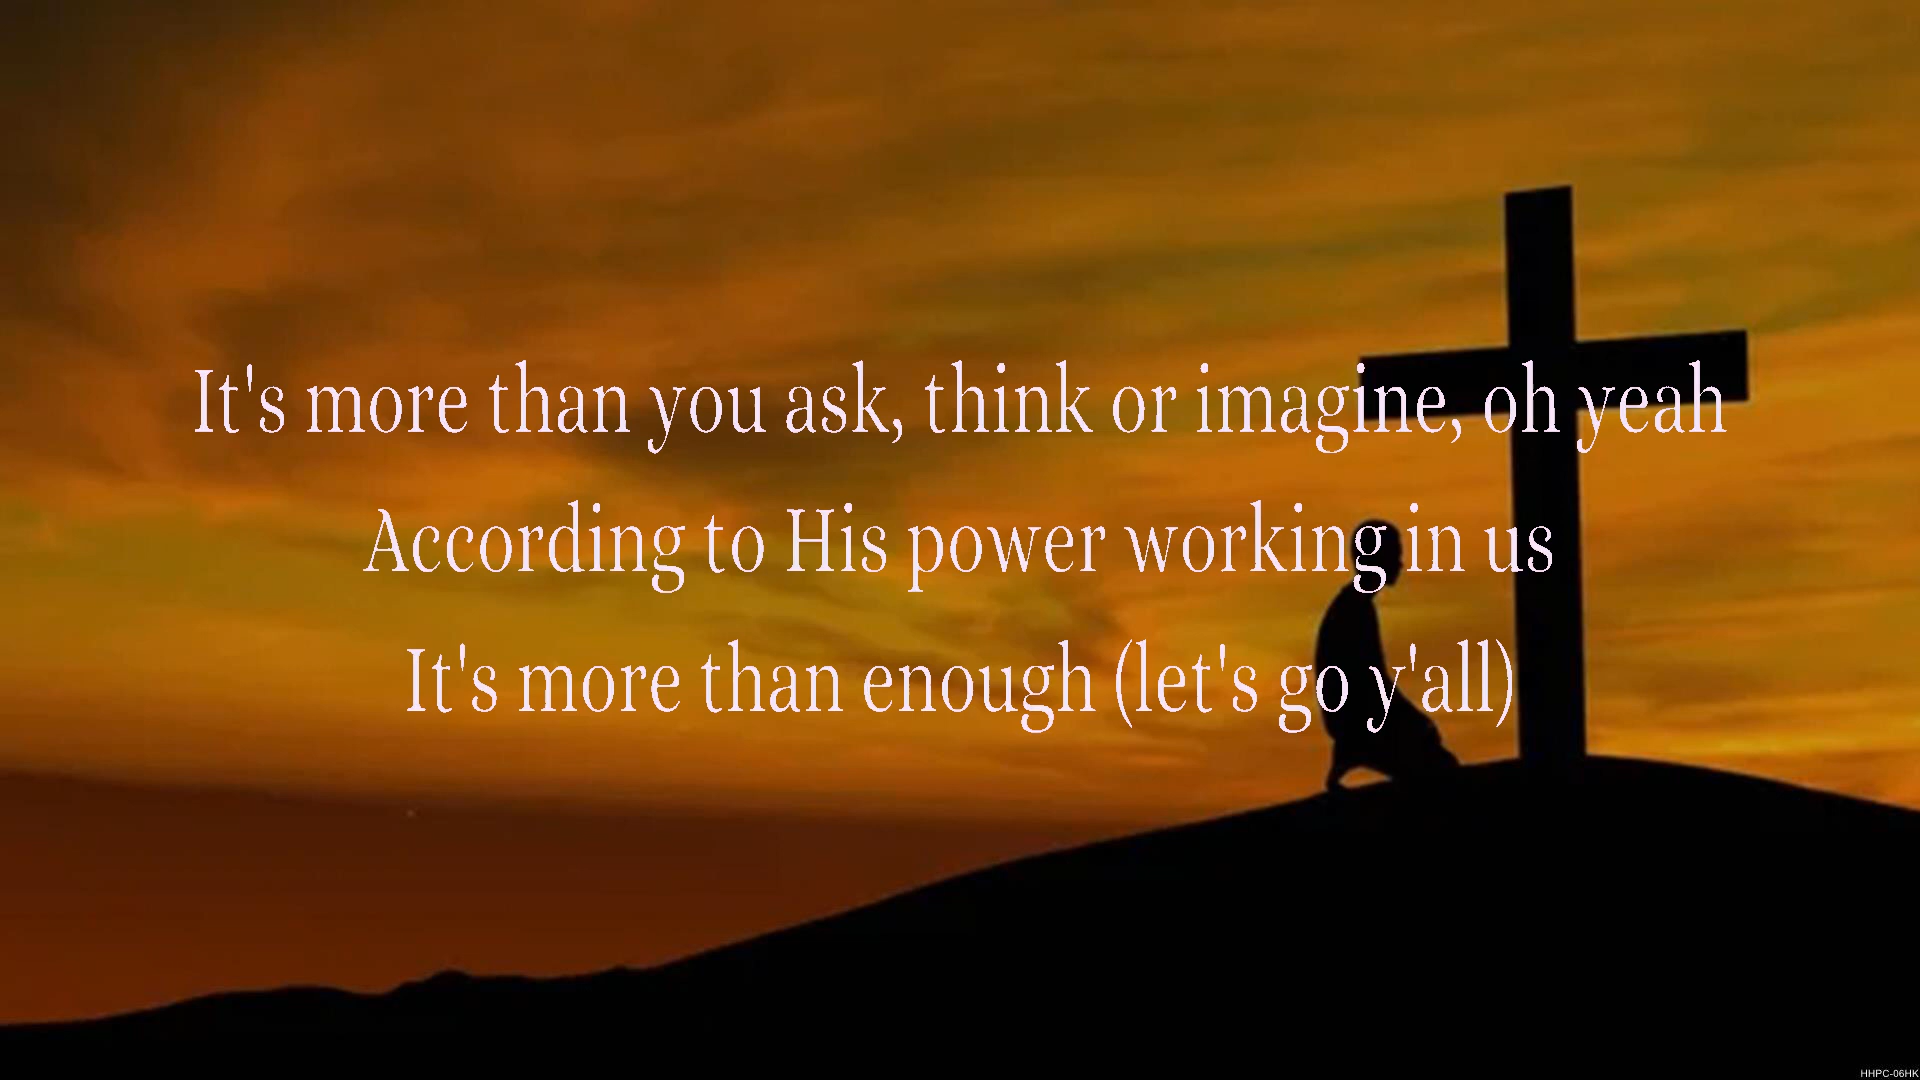 It's more than you ask, think or imagine, oh yeah
According to His power working in us
It's more than enough (let's go y'all)
HHPC-06HK